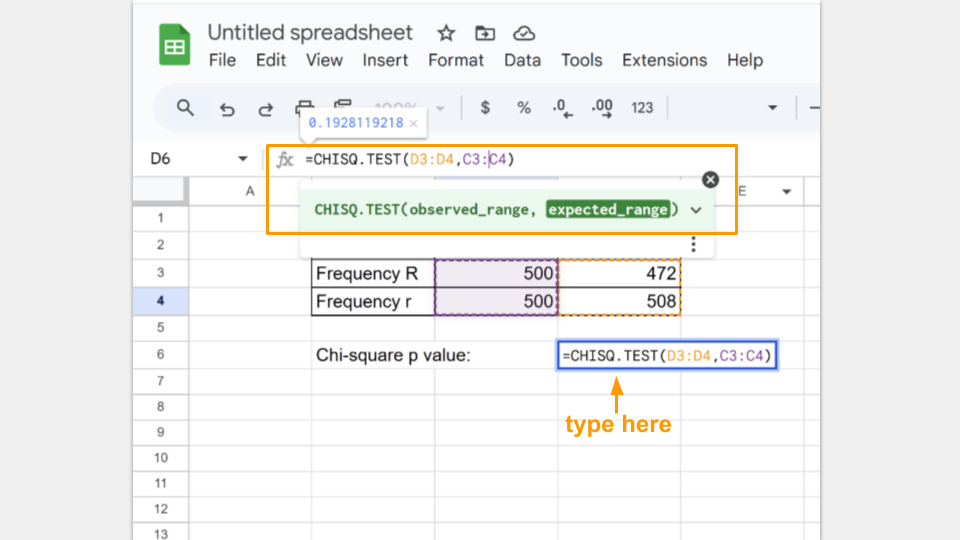 Untitled spreadsheet
File Edit View Insert Format Data Tools Extensions Help
$ % .0 .00 123
0.1928119218 ×
D6 fx =CHISQ.TEST(D3:D4,C3:C4)
A E
CHISQ.TEST(observed_range, expected_range)
1
2
3 Frequency R 500 472
4 Frequency r 500 508
5
6 Chi-square p value: =CHISQ.TEST(D3:D4,C3:C4)
7
8 type here
9
10
11
12
13